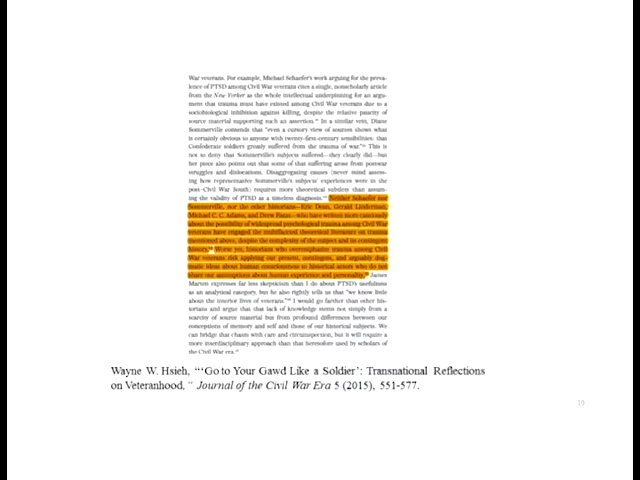 War veterans. For example, Michael Schaefer's work arguing for the preva-
lence of PTSD among Civil War veterans cites a single, nonscholarly article
from the New Yorker as the whole intellectual underpinning for an argu-
ment that trauma must have existed among Civil War veterans due to a
sociobiological inhibition against killing, despite the relative paucity of
source material supporting such an assertion. In a similar vein, Diane
Sommerville contends that "even a cursory view of sources shows what
is certainly obvious to anyone with twenty-first-century sensibilities: that
Confederate soldiers greatly suffered from the trauma of war." This is
not to deny that Sommerville's subjects suffered—they clearly did—but
her piece also points out that some of that suffering arose from postwar
struggles and dislocations. Disaggregating causes (never mind assess-
ing how representative Sommerville's subjects' experiences were in the
post–Civil War South) requires more theoretical subtlety than assum-
ing the validity of PTSD as a timeless diagnosis. Neither Schaefer nor
Sommerville, nor the other historians—Eric Dean, Gerald Linderman,
Michael C. C. Adams, and Drew Faust—who have written more cautiously
about the possibility of widespread psychological trauma among Civil War
veterans have engaged the multifaceted theoretical literature on trauma
mentioned above, despite the complexity of the subject and its contingent
history. Worse yet, historians who overemphasize trauma among Civil
War veterans risk applying our present, contingent, and arguably dog-
matic ideas about human consciousness to historical actors who do not
share our assumptions about human experience and personality. James
Marten expresses far less skepticism than I do about PTSD's usefulness
as an analytical category, but he also rightly tells us that "we know little
about the interior lives of veterans." I would go farther than other his-
torians and argue that that lack of knowledge stems not simply from a
scarcity of source material but from profound differences between our
conceptions of memory and self and those of our historical subjects. We
can bridge that chasm with care and circumspection, but it will require a
more interdisciplinary approach than that heretofore used by scholars of
the Civil War era.
Wayne W. Hsieh, "'Go to Your Gawd Like a Soldier': Transnational Reflections
on Veteranhood," Journal of the Civil War Era 5 (2015), 551-577.
10